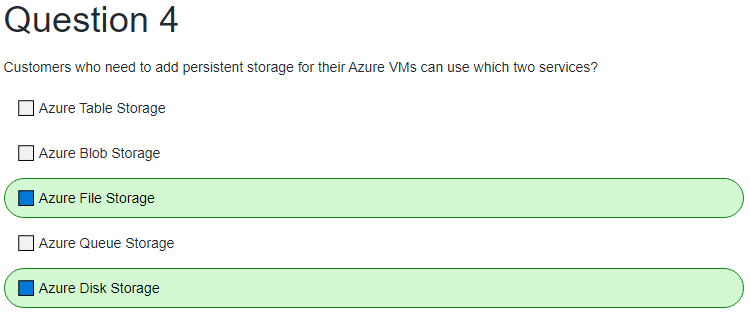 Question 4
Customers who need to add persistent storage for their Azure VMs can use which two services?
Azure Table Storage
Azure Blob Storage
Azure File Storage
Azure Queue Storage
Azure Disk Storage